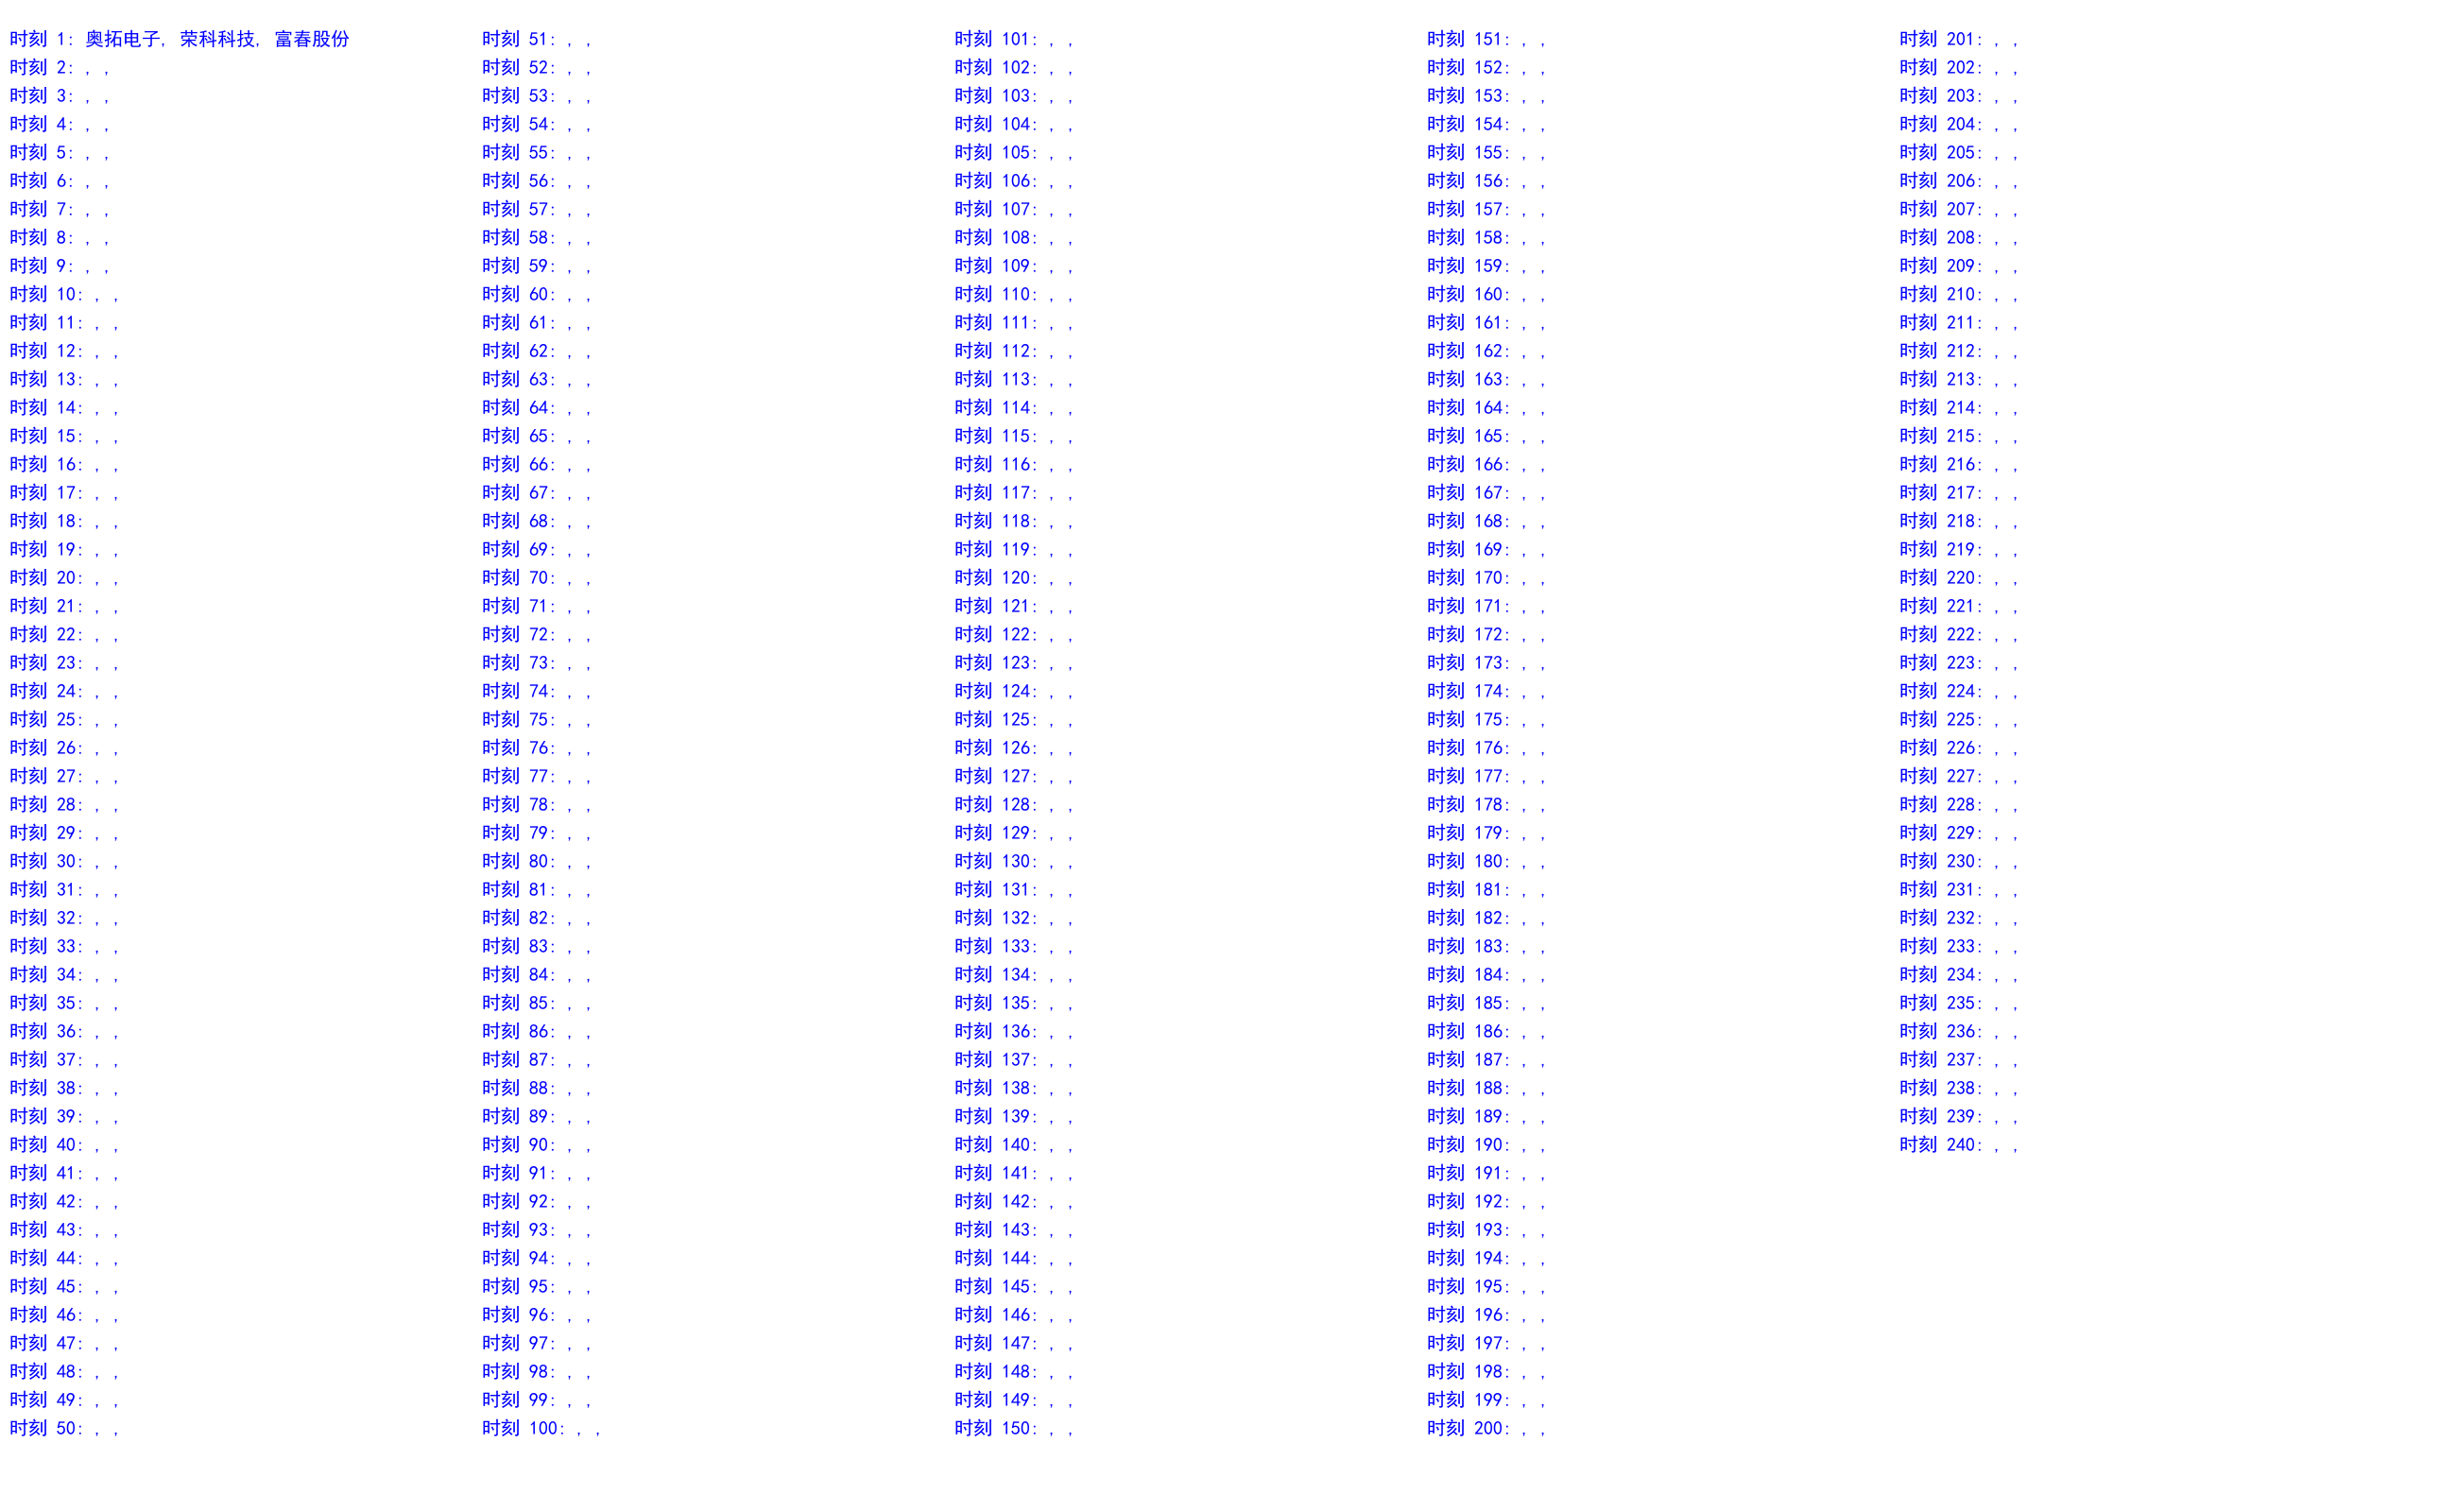 时刻 1: 奥拓电子, 荣科科技, 富春股份
时刻 2: , ,
时刻 3: , ,
时刻 4: , ,
时刻 5: , ,
时刻 6: , ,
时刻 7: , ,
时刻 8: , ,
时刻 9: , ,
时刻 10: , ,
时刻 11: , ,
时刻 12: , ,
时刻 13: , ,
时刻 14: , ,
时刻 15: , ,
时刻 16: , ,
时刻 17: , ,
时刻 18: , ,
时刻 19: , ,
时刻 20: , ,
时刻 21: , ,
时刻 22: , ,
时刻 23: , ,
时刻 24: , ,
时刻 25: , ,
时刻 26: , ,
时刻 27: , ,
时刻 28: , ,
时刻 29: , ,
时刻 30: , ,
时刻 31: , ,
时刻 32: , ,
时刻 33: , ,
时刻 34: , ,
时刻 35: , ,
时刻 36: , ,
时刻 37: , ,
时刻 38: , ,
时刻 39: , ,
时刻 40: , ,
时刻 41: , ,
时刻 42: , ,
时刻 43: , ,
时刻 44: , ,
时刻 45: , ,
时刻 46: , ,
时刻 47: , ,
时刻 48: , ,
时刻 49: , ,
时刻 50: , ,
时刻 51: , ,
时刻 52: , ,
时刻 53: , ,
时刻 54: , ,
时刻 55: , ,
时刻 56: , ,
时刻 57: , ,
时刻 58: , ,
时刻 59: , ,
时刻 60: , ,
时刻 61: , ,
时刻 62: , ,
时刻 63: , ,
时刻 64: , ,
时刻 65: , ,
时刻 66: , ,
时刻 67: , ,
时刻 68: , ,
时刻 69: , ,
时刻 70: , ,
时刻 71: , ,
时刻 72: , ,
时刻 73: , ,
时刻 74: , ,
时刻 75: , ,
时刻 76: , ,
时刻 77: , ,
时刻 78: , ,
时刻 79: , ,
时刻 80: , ,
时刻 81: , ,
时刻 82: , ,
时刻 83: , ,
时刻 84: , ,
时刻 85: , ,
时刻 86: , ,
时刻 87: , ,
时刻 88: , ,
时刻 89: , ,
时刻 90: , ,
时刻 91: , ,
时刻 92: , ,
时刻 93: , ,
时刻 94: , ,
时刻 95: , ,
时刻 96: , ,
时刻 97: , ,
时刻 98: , ,
时刻 99: , ,
时刻 100: , ,
时刻 101: , ,
时刻 102: , ,
时刻 103: , ,
时刻 104: , ,
时刻 105: , ,
时刻 106: , ,
时刻 107: , ,
时刻 108: , ,
时刻 109: , ,
时刻 110: , ,
时刻 111: , ,
时刻 112: , ,
时刻 113: , ,
时刻 114: , ,
时刻 115: , ,
时刻 116: , ,
时刻 117: , ,
时刻 118: , ,
时刻 119: , ,
时刻 120: , ,
时刻 121: , ,
时刻 122: , ,
时刻 123: , ,
时刻 124: , ,
时刻 125: , ,
时刻 126: , ,
时刻 127: , ,
时刻 128: , ,
时刻 129: , ,
时刻 130: , ,
时刻 131: , ,
时刻 132: , ,
时刻 133: , ,
时刻 134: , ,
时刻 135: , ,
时刻 136: , ,
时刻 137: , ,
时刻 138: , ,
时刻 139: , ,
时刻 140: , ,
时刻 141: , ,
时刻 142: , ,
时刻 143: , ,
时刻 144: , ,
时刻 145: , ,
时刻 146: , ,
时刻 147: , ,
时刻 148: , ,
时刻 149: , ,
时刻 150: , ,
时刻 151: , ,
时刻 152: , ,
时刻 153: , ,
时刻 154: , ,
时刻 155: , ,
时刻 156: , ,
时刻 157: , ,
时刻 158: , ,
时刻 159: , ,
时刻 160: , ,
时刻 161: , ,
时刻 162: , ,
时刻 163: , ,
时刻 164: , ,
时刻 165: , ,
时刻 166: , ,
时刻 167: , ,
时刻 168: , ,
时刻 169: , ,
时刻 170: , ,
时刻 171: , ,
时刻 172: , ,
时刻 173: , ,
时刻 174: , ,
时刻 175: , ,
时刻 176: , ,
时刻 177: , ,
时刻 178: , ,
时刻 179: , ,
时刻 180: , ,
时刻 181: , ,
时刻 182: , ,
时刻 183: , ,
时刻 184: , ,
时刻 185: , ,
时刻 186: , ,
时刻 187: , ,
时刻 188: , ,
时刻 189: , ,
时刻 190: , ,
时刻 191: , ,
时刻 192: , ,
时刻 193: , ,
时刻 194: , ,
时刻 195: , ,
时刻 196: , ,
时刻 197: , ,
时刻 198: , ,
时刻 199: , ,
时刻 200: , ,
时刻 201: , ,
时刻 202: , ,
时刻 203: , ,
时刻 204: , ,
时刻 205: , ,
时刻 206: , ,
时刻 207: , ,
时刻 208: , ,
时刻 209: , ,
时刻 210: , ,
时刻 211: , ,
时刻 212: , ,
时刻 213: , ,
时刻 214: , ,
时刻 215: , ,
时刻 216: , ,
时刻 217: , ,
时刻 218: , ,
时刻 219: , ,
时刻 220: , ,
时刻 221: , ,
时刻 222: , ,
时刻 223: , ,
时刻 224: , ,
时刻 225: , ,
时刻 226: , ,
时刻 227: , ,
时刻 228: , ,
时刻 229: , ,
时刻 230: , ,
时刻 231: , ,
时刻 232: , ,
时刻 233: , ,
时刻 234: , ,
时刻 235: , ,
时刻 236: , ,
时刻 237: , ,
时刻 238: , ,
时刻 239: , ,
时刻 240: , ,